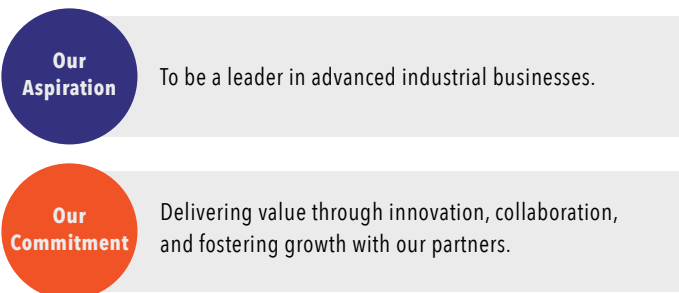 Our
Aspiration
To be a leader in advanced industrial businesses.
Our
Commitment
Delivering value through innovation, collaboration,
and fostering growth with our partners.